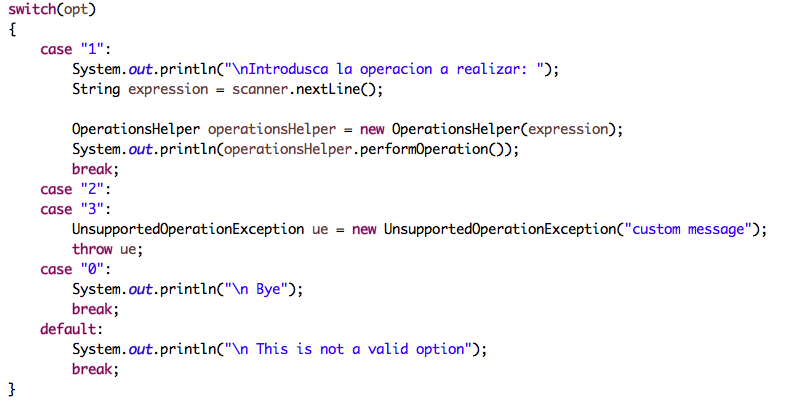 switch(opt)
{
    case "1":
        System.out.println("\nIntrodusca la operacion a realizar: ");
        String expression = scanner.nextLine();

        OperationsHelper operationsHelper = new OperationsHelper(expression);
        System.out.println(operationsHelper.performOperation());
        break;
    case "2":
    case "3":
        UnsupportedOperationException ue = new UnsupportedOperationException("custom message");
        throw ue;
    case "0":
        System.out.println("\n Bye");
        break;
    default:
        System.out.println("\n This is not a valid option");
        break;
}